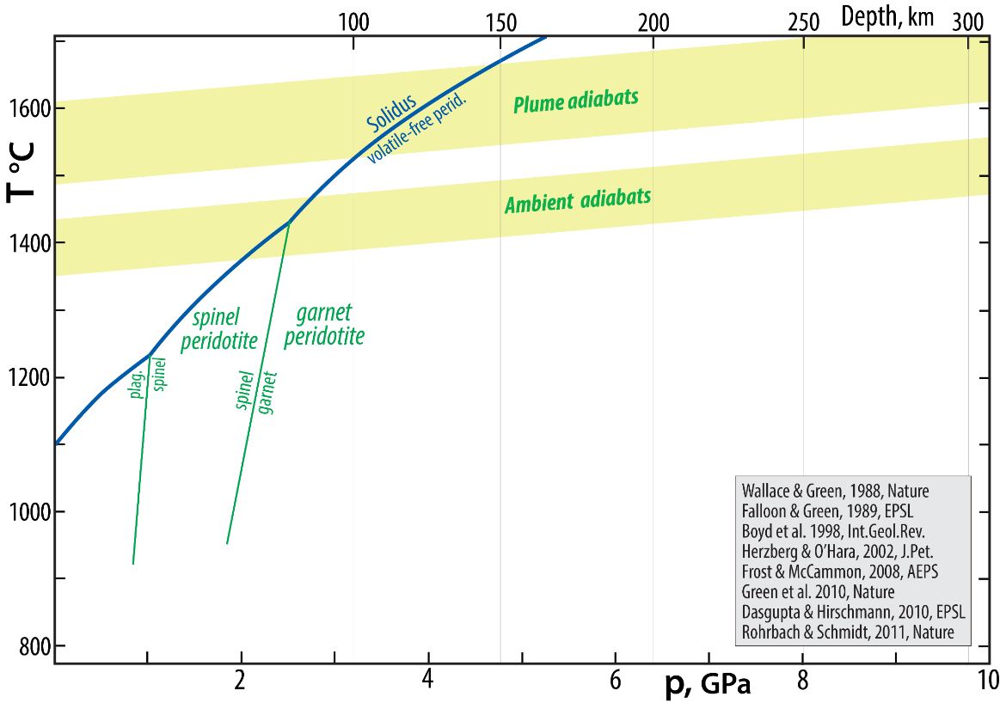 100 150 200 250 Depth, km 300
1600
1400
1200
1000
800
T °C
Solidus
volatile-free perid.
Plume adiabats
Ambient adiabats
spinel
peridotite
garnet
peridotite
plag.
spinel
spinel
garnet
Wallace & Green, 1988, Nature
Falloon & Green, 1989, EPSL
Boyd et al. 1998, Int.Geol.Rev.
Herzberg & O’Hara, 2002, J.Pet.
Frost & McCammon, 2008, AEPS
Green et al. 2010, Nature
Dasgupta & Hirschmann, 2010, EPSL
Rohrbach & Schmidt, 2011, Nature
2 4 6 p, GPa 8 10